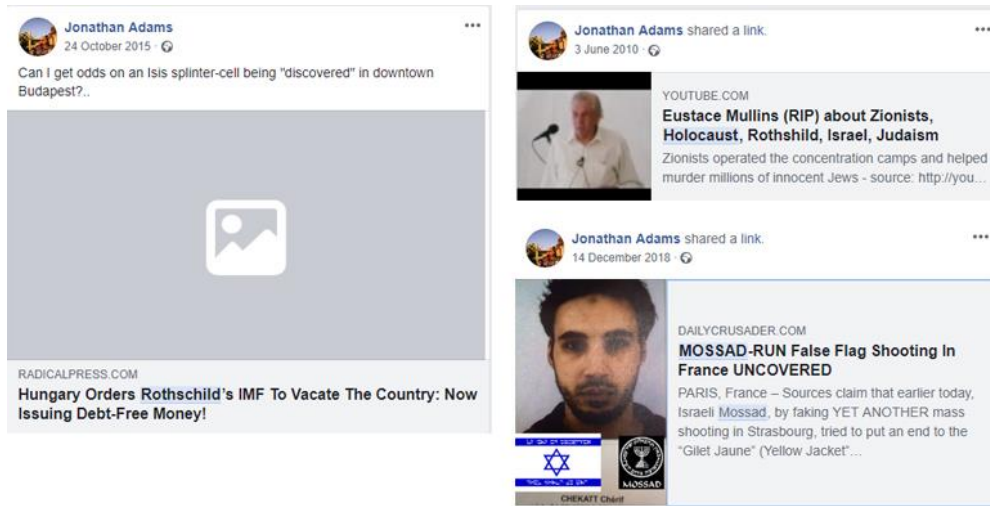 Jonathan Adams
24 October 2015
Can I get odds on an Isis splinter-cell being "discovered" in downtown
Budapest?..
RADICALPRESS.COM
Hungary Orders Rothschild's IMF To Vacate The Country: Now
Issuing Debt-Free Money!
Jonathan Adams shared a link.
3 June 2010
YOUTUBE.COM
Eustace Mullins (RIP) about Zionists,
Holocaust, Rothshild, Israel, Judaism
Zionists operated the concentration camps and helped
murder millions of innocent Jews - source: http://you...
Jonathan Adams shared a link.
14 December 2018
MOSSAD
CHEKATT Chérif
DAILYCRUSADER.COM
MOSSAD-RUN False Flag Shooting In
France UNCOVERED
PARIS, France – Sources claim that earlier today,
Israeli Mossad, by faking YET ANOTHER mass
shooting in Strasbourg, tried to put an end to the
"Gilet Jaune" (Yellow Jacket"...